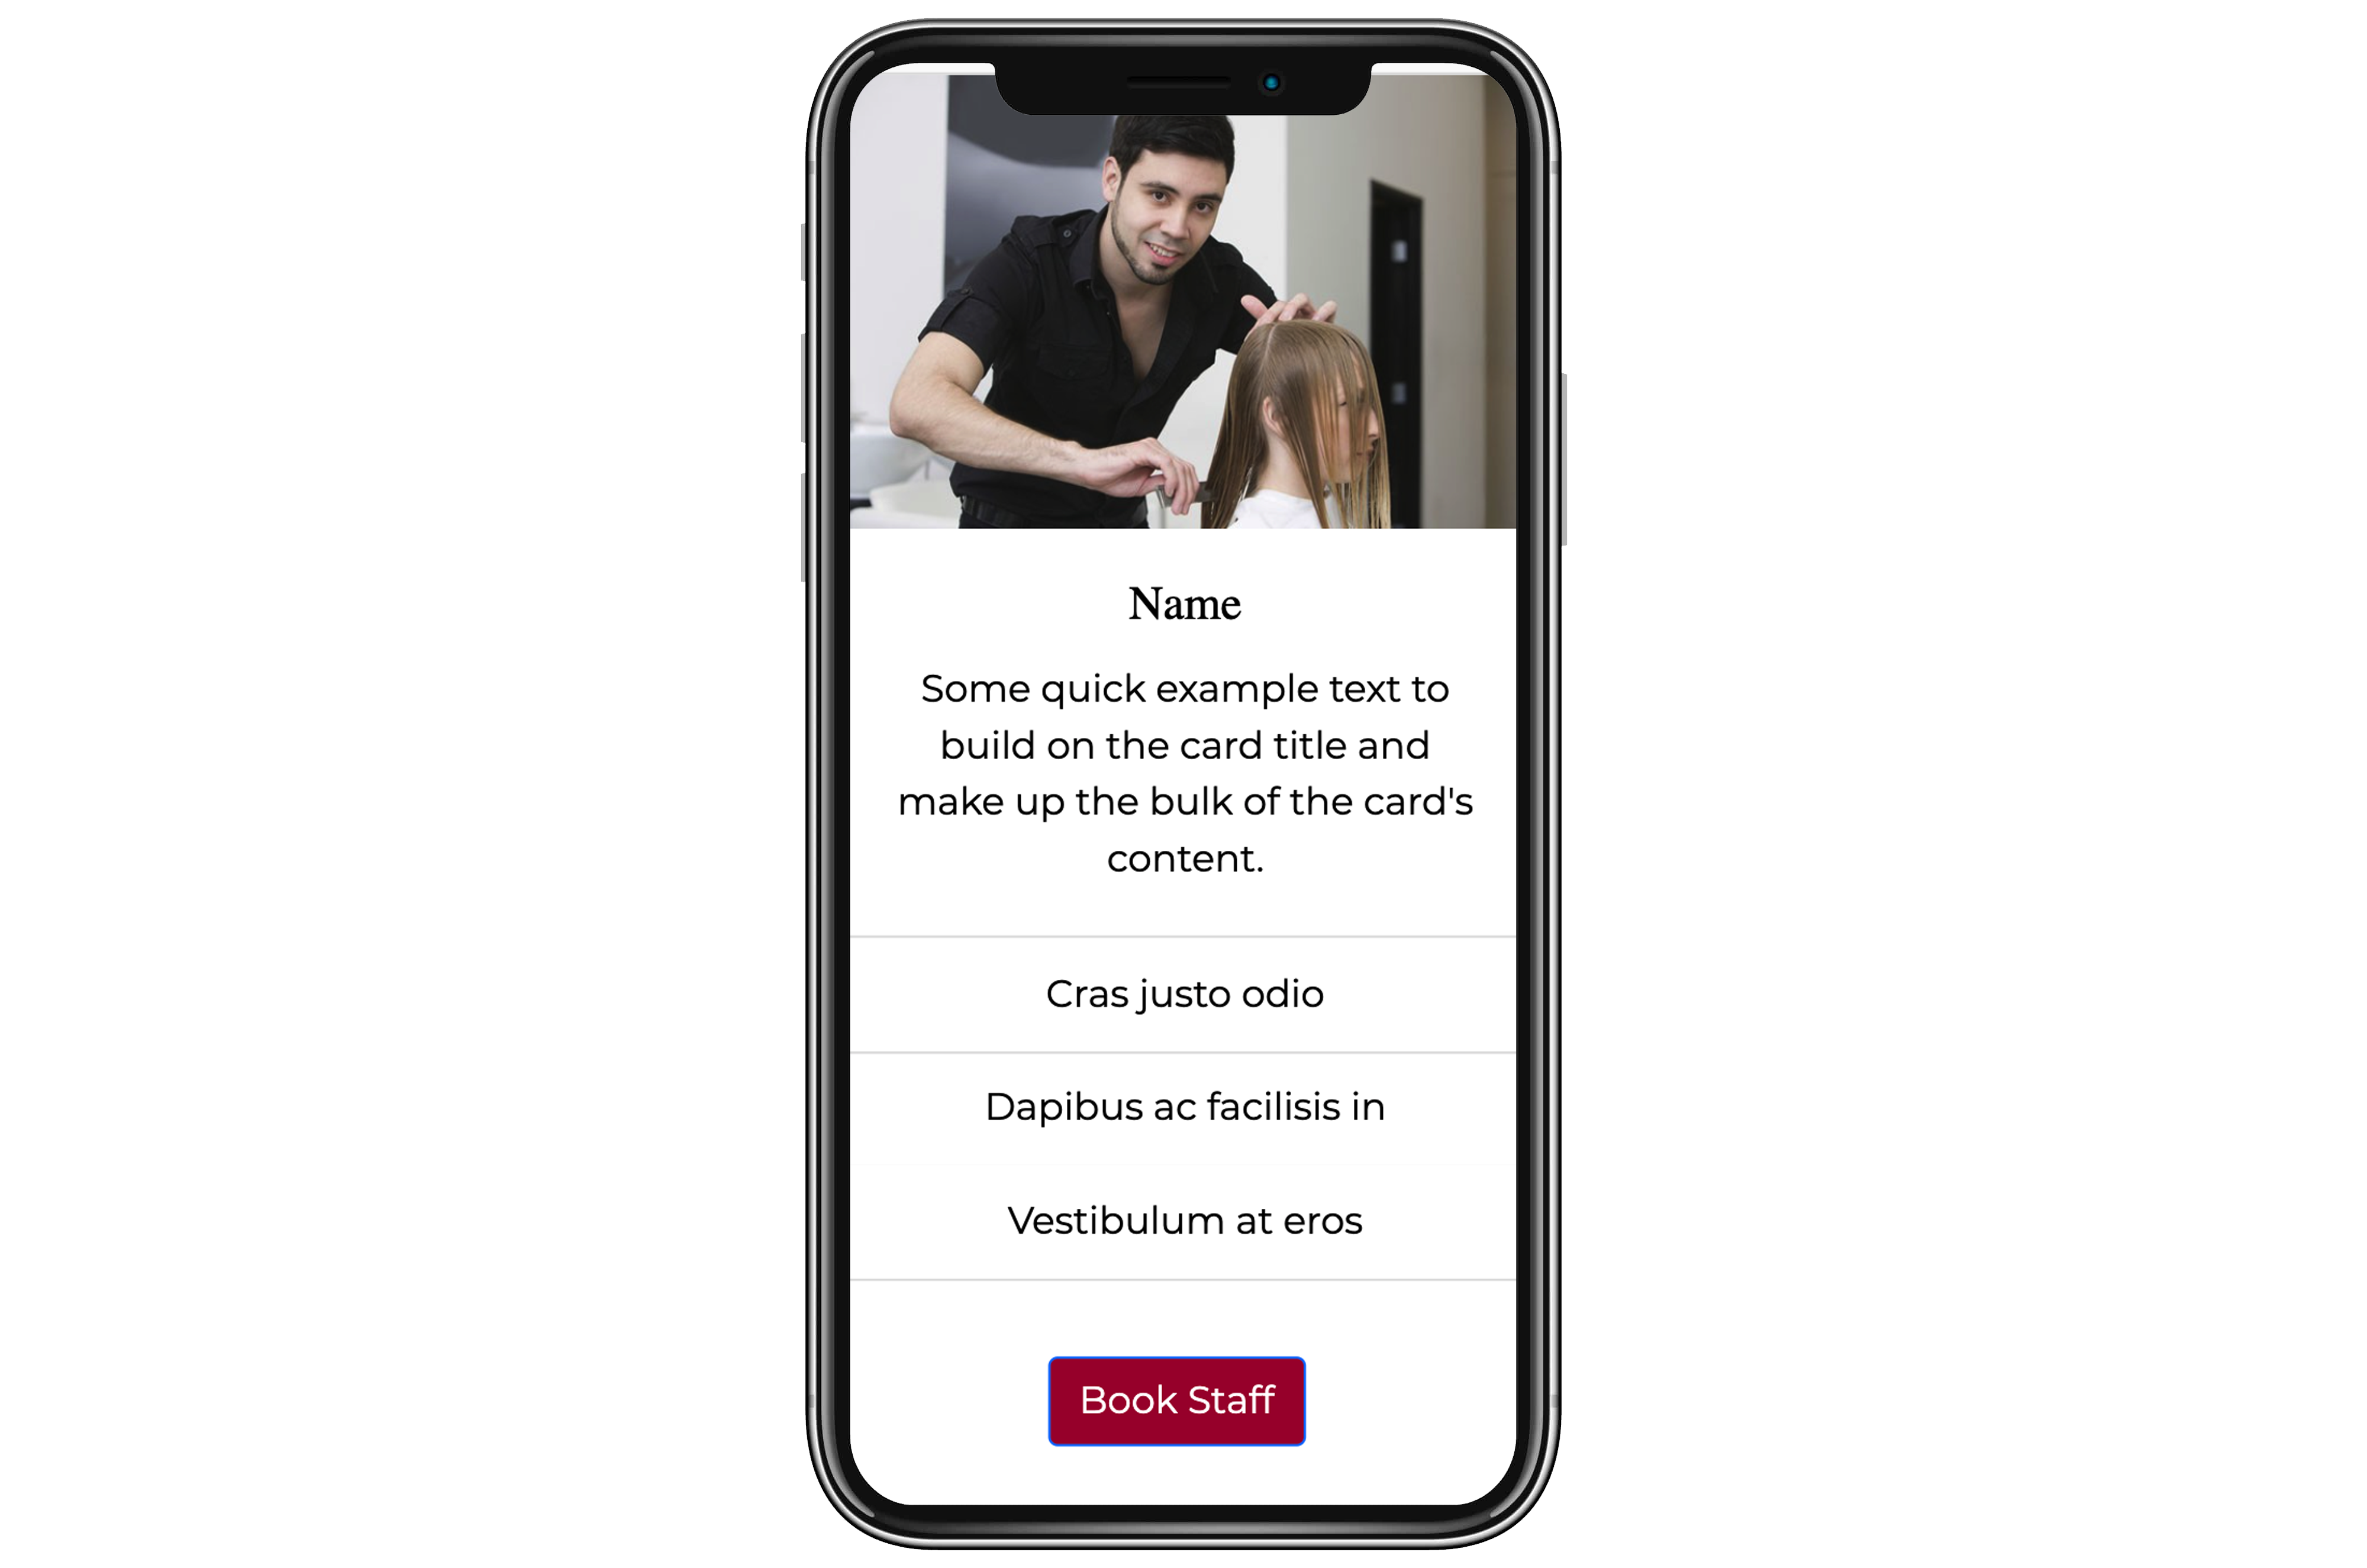 Name
Some quick example text to
build on the card title and
make up the bulk of the card's
content.
Cras justo odio
Dapibus ac facilisis in
Vestibulum at eros
Book Staff